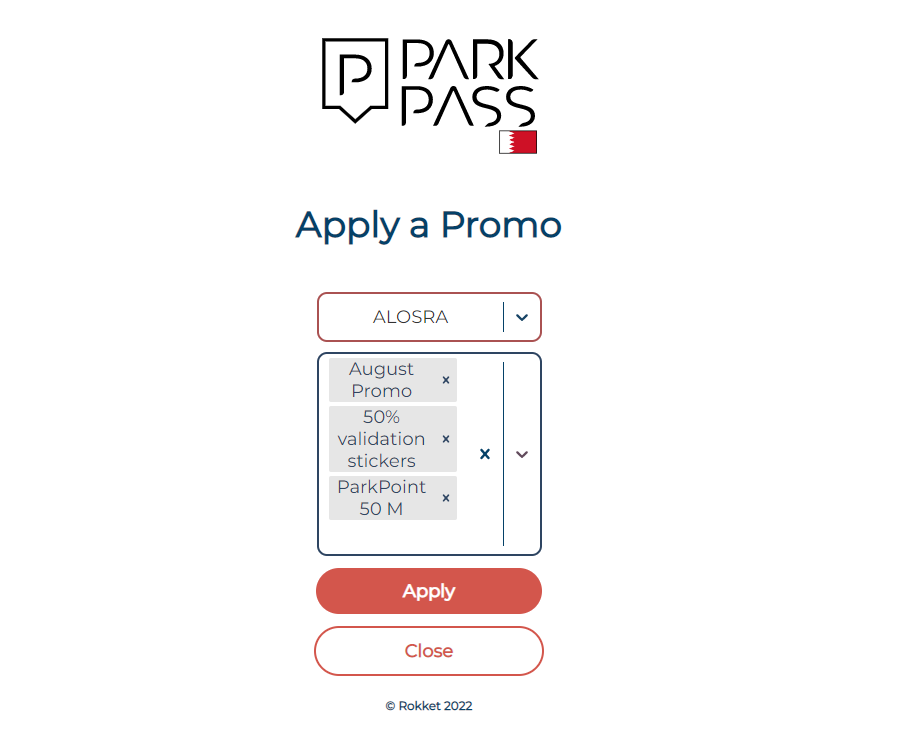 P PARK
PASS
Apply a Promo
ALOSRA
August
Promo
50%
validation
stickers
ParkPoint
50 M
Apply
Close
© Rokket 2022